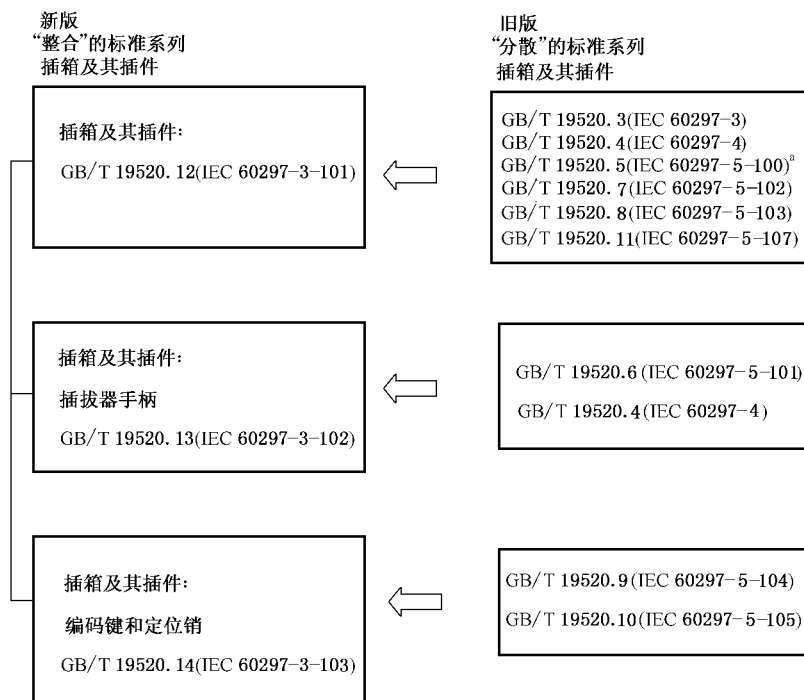 新版
“整合”的标准系列
插箱及其插件
旧版
“分散”的标准系列
插箱及其插件
插箱及其插件:
GB/T 19520.12(IEC 60297-3-101)
GB/T 19520.3(IEC 60297-3)
GB/T 19520.4(IEC 60297-4)
GB/T 19520.5(IEC 60297-5-100)a
GB/T 19520.7(IEC 60297-5-102)
GB/T 19520.8(IEC 60297-5-103)
GB/T 19520.11(IEC 60297-5-107)
插箱及其插件:
插拔器手柄
GB/T 19520.13(IEC 60297-3-102)
GB/T 19520.6(IEC 60297-5-101)
GB/T 19520.4(IEC 60297-4)
插箱及其插件:
编码键和定位销
GB/T 19520.14(IEC 60297-3-103)
GB/T 19520.9(IEC 60297-5-104)
GB/T 19520.10(IEC 60297-5-105)